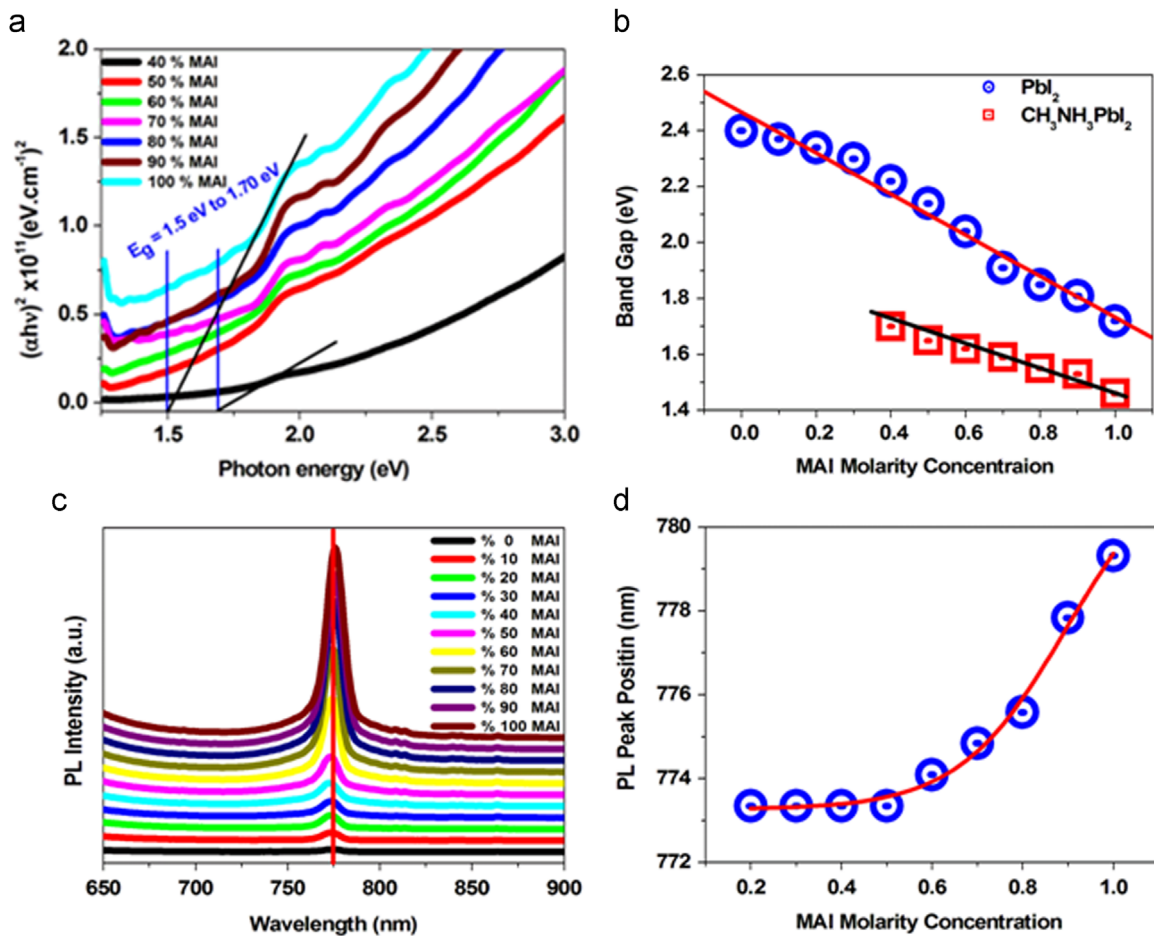 a
2.0
1.5
1.0
0.5
0.0
1.5
2.0
2.5
3.0
(αhν)² x10¹¹(eV.cm⁻¹)²
Photon energy (eV)
40 % MAI
50 % MAI
60 % MAI
70 % MAI
80 % MAI
90 % MAI
100 % MAI
Eg = 1.5 eV to 1.70 eV
b
2.6
2.4
2.2
2.0
1.8
1.6
1.4
0.0
0.2
0.4
0.6
0.8
1.0
Band Gap (eV)
MAI Molarity Concentraion
PbI₂
CH₃NH₃PbI₂
c
PL Intensity (a.u.)
650
700
750
800
850
900
Wavelength (nm)
% 0 MAI
% 10 MAI
% 20 MAI
% 30 MAI
% 40 MAI
% 50 MAI
% 60 MAI
% 70 MAI
% 80 MAI
% 90 MAI
% 100 MAI
d
780
778
776
774
772
0.2
0.4
0.6
0.8
1.0
PL Peak Positin (nm)
MAI Molarity Concentration